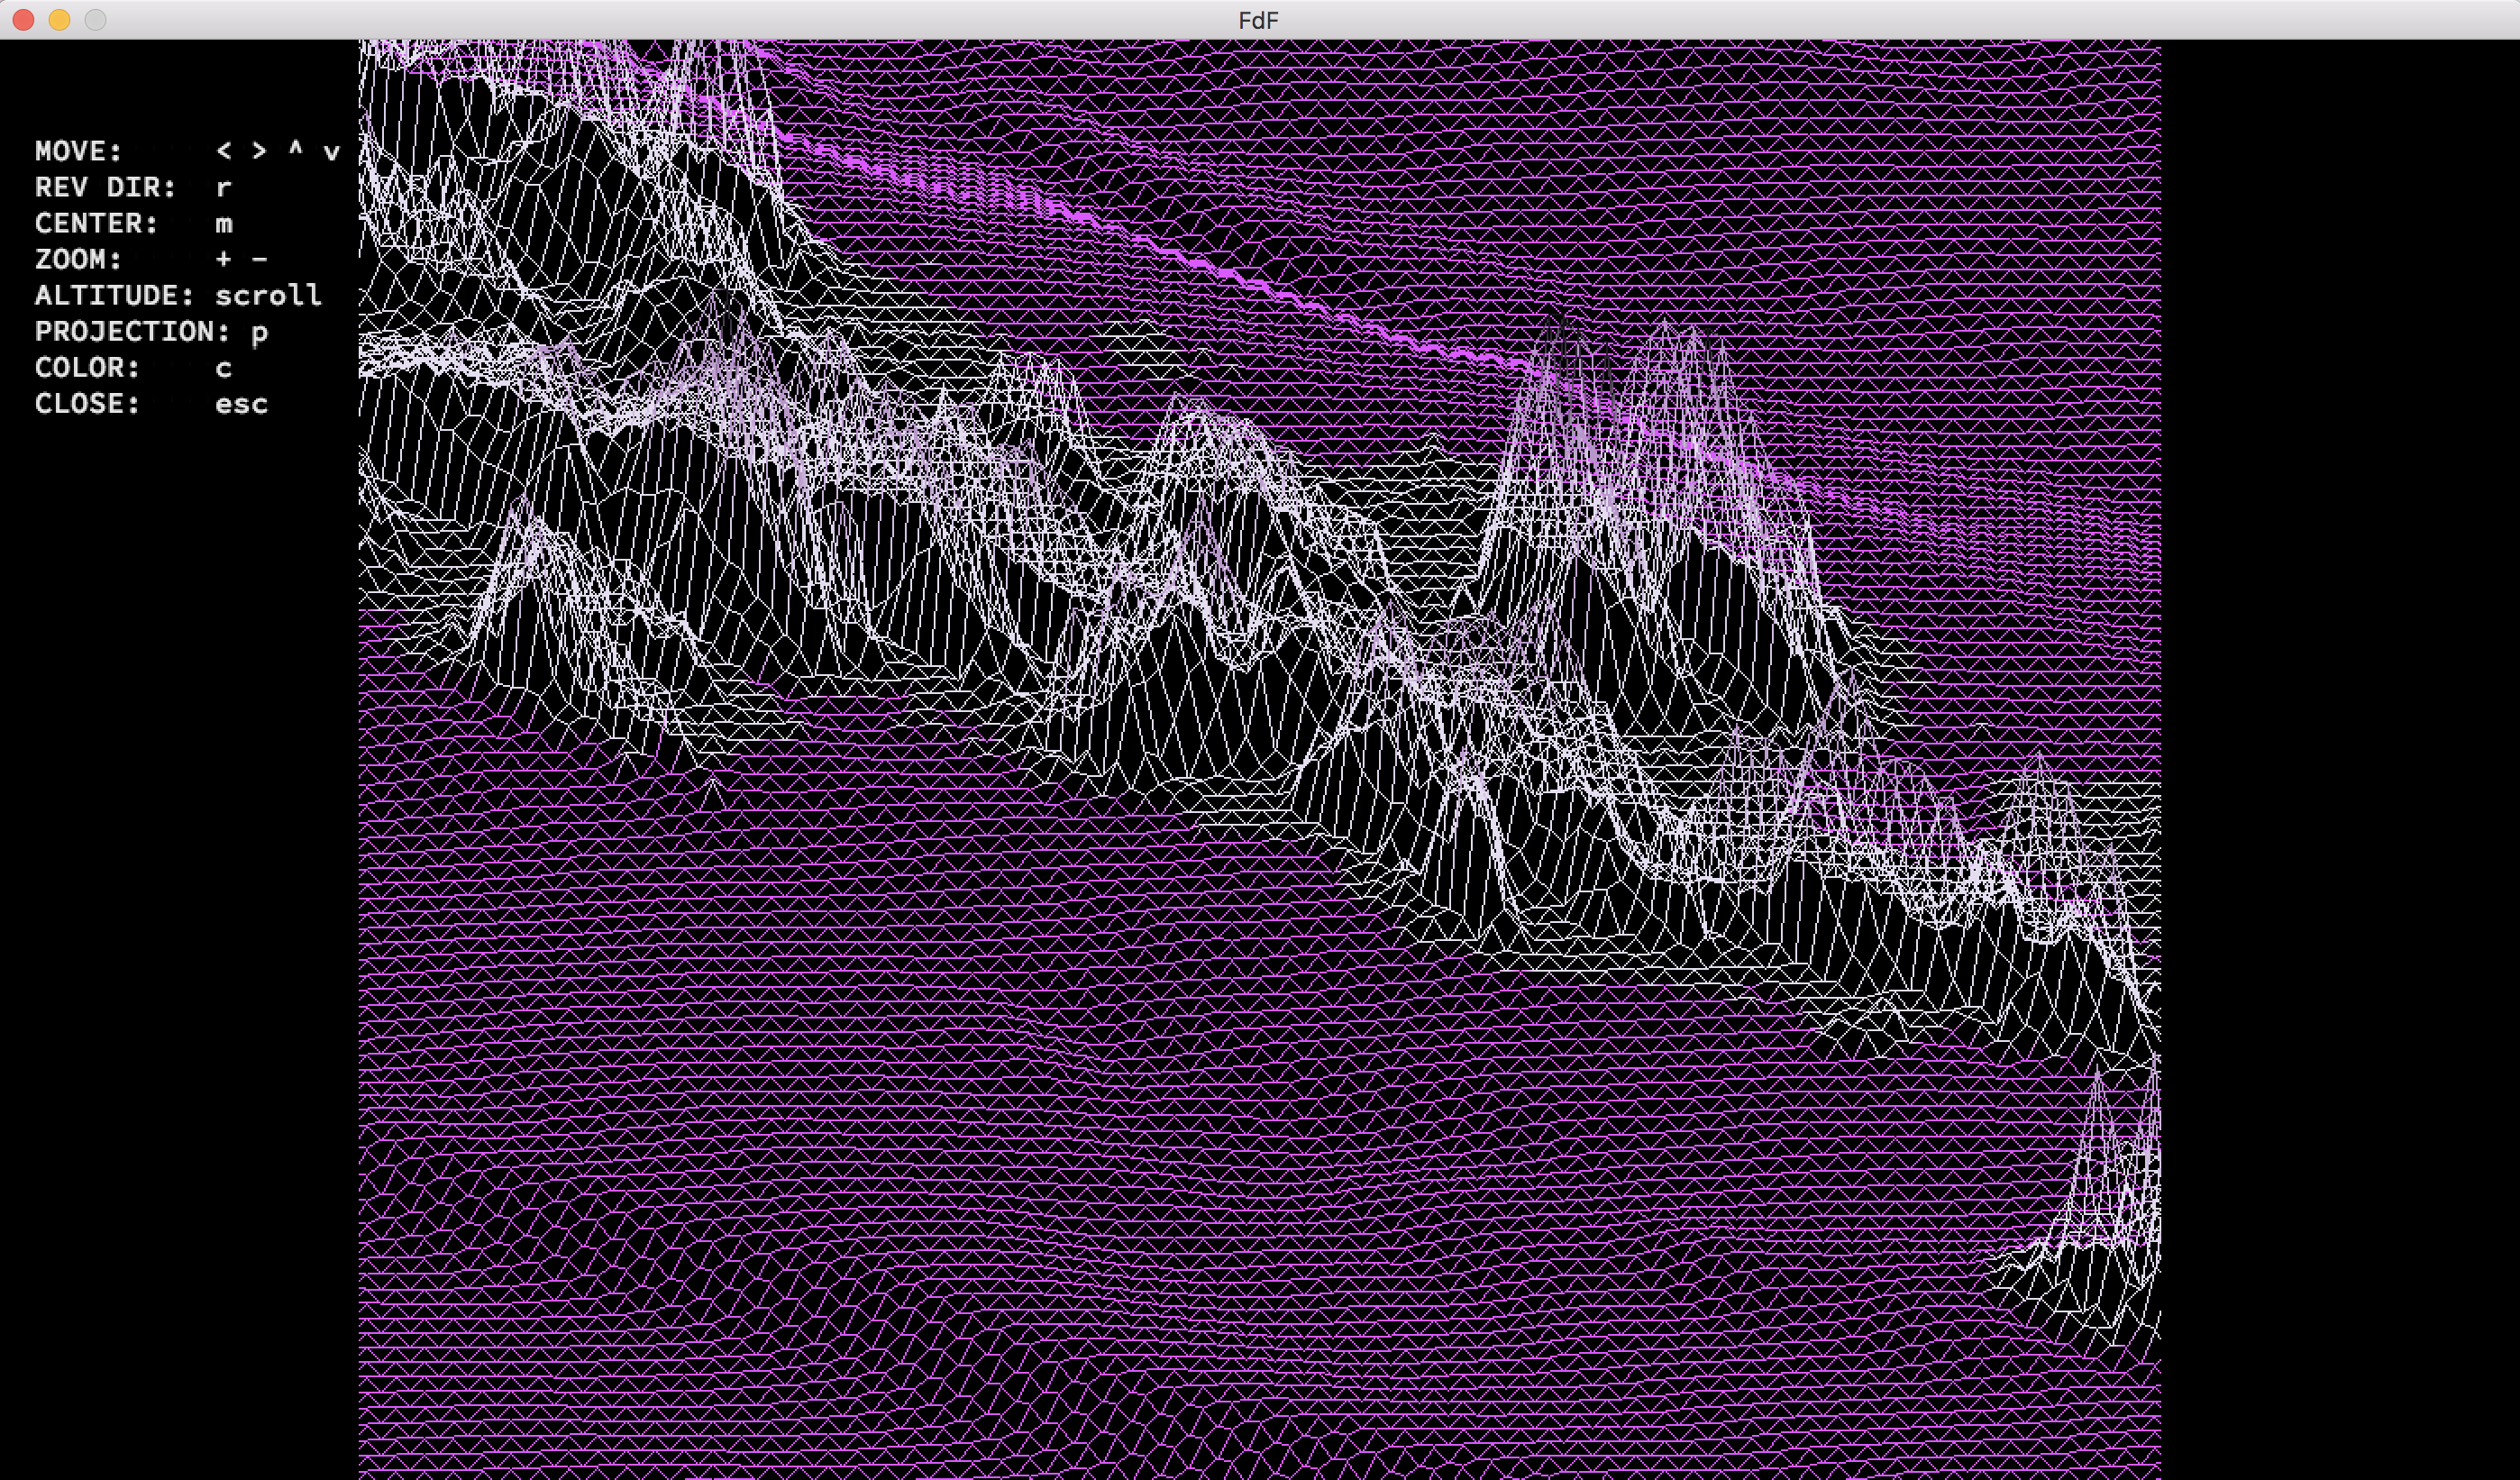 FdF
MOVE: < > ^ v
REV DIR: r
CENTER: m
ZOOM: + -
ALTITUDE: scroll
PROJECTION: p
COLOR: c
CLOSE: esc